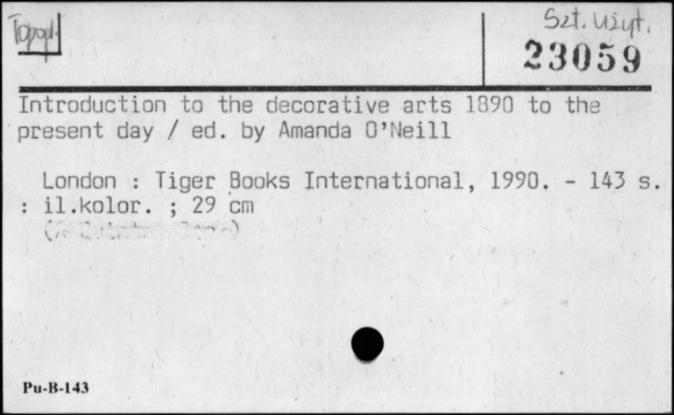 Topogr.
Szt. Użyt.
23059
Introduction to the decorative arts 1890 to the
present day / ed. by Amanda O'Neill
London : Tiger Books International, 1990. - 143 s.
: il.kolor. ; 29 cm
Pu-B-143